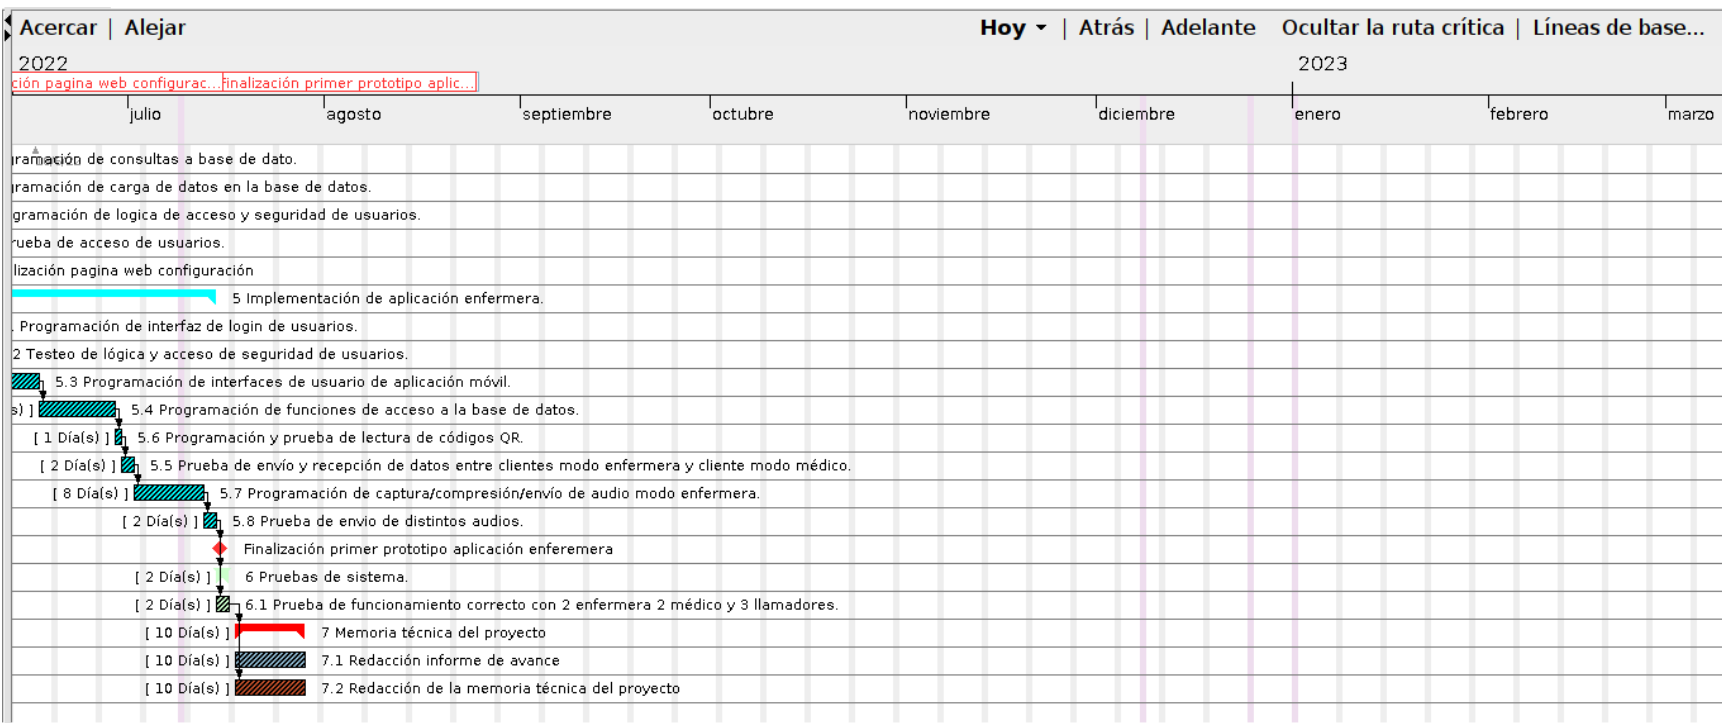 Acercar | Alejar
Hoy | Atrás | Adelante Ocultar la ruta crítica | Líneas de base...
2022 2023
ción pagina web configurac... Finalización primer prototipo aplic...
julio agosto septiembre octubre noviembre diciembre enero febrero marzo
ramación de consultas a base de dato.
ramación de carga de datos en la base de datos.
gramación de logica de acceso y seguridad de usuarios.
rueba de acceso de usuarios.
lización pagina web configuración
5 Implementación de aplicación enfermera.
. Programación de interfaz de login de usuarios.
2 Testeo de lógica y acceso de seguridad de usuarios.
5.3 Programación de interfaces de usuario de aplicación móvil.
s) ] 5.4 Programación de funciones de acceso a la base de datos.
[ 1 Día(s) ] 5.6 Programación y prueba de lectura de códigos QR.
[ 2 Día(s) ] 5.5 Prueba de envío y recepción de datos entre clientes modo enfermera y cliente modo médico.
[ 8 Día(s) ] 5.7 Programación de captura/compresión/envío de audio modo enfermera.
[ 2 Día(s) ] 5.8 Prueba de envio de distintos audios.
Finalización primer prototipo aplicación enferemera
[ 2 Día(s) ] 6 Pruebas de sistema.
[ 2 Día(s) ] 6.1 Prueba de funcionamiento correcto con 2 enfermera 2 médico y 3 llamadores.
[ 10 Día(s) ] 7 Memoria técnica del proyecto
[ 10 Día(s) ] 7.1 Redacción informe de avance
[ 10 Día(s) ] 7.2 Redacción de la memoria técnica del proyecto